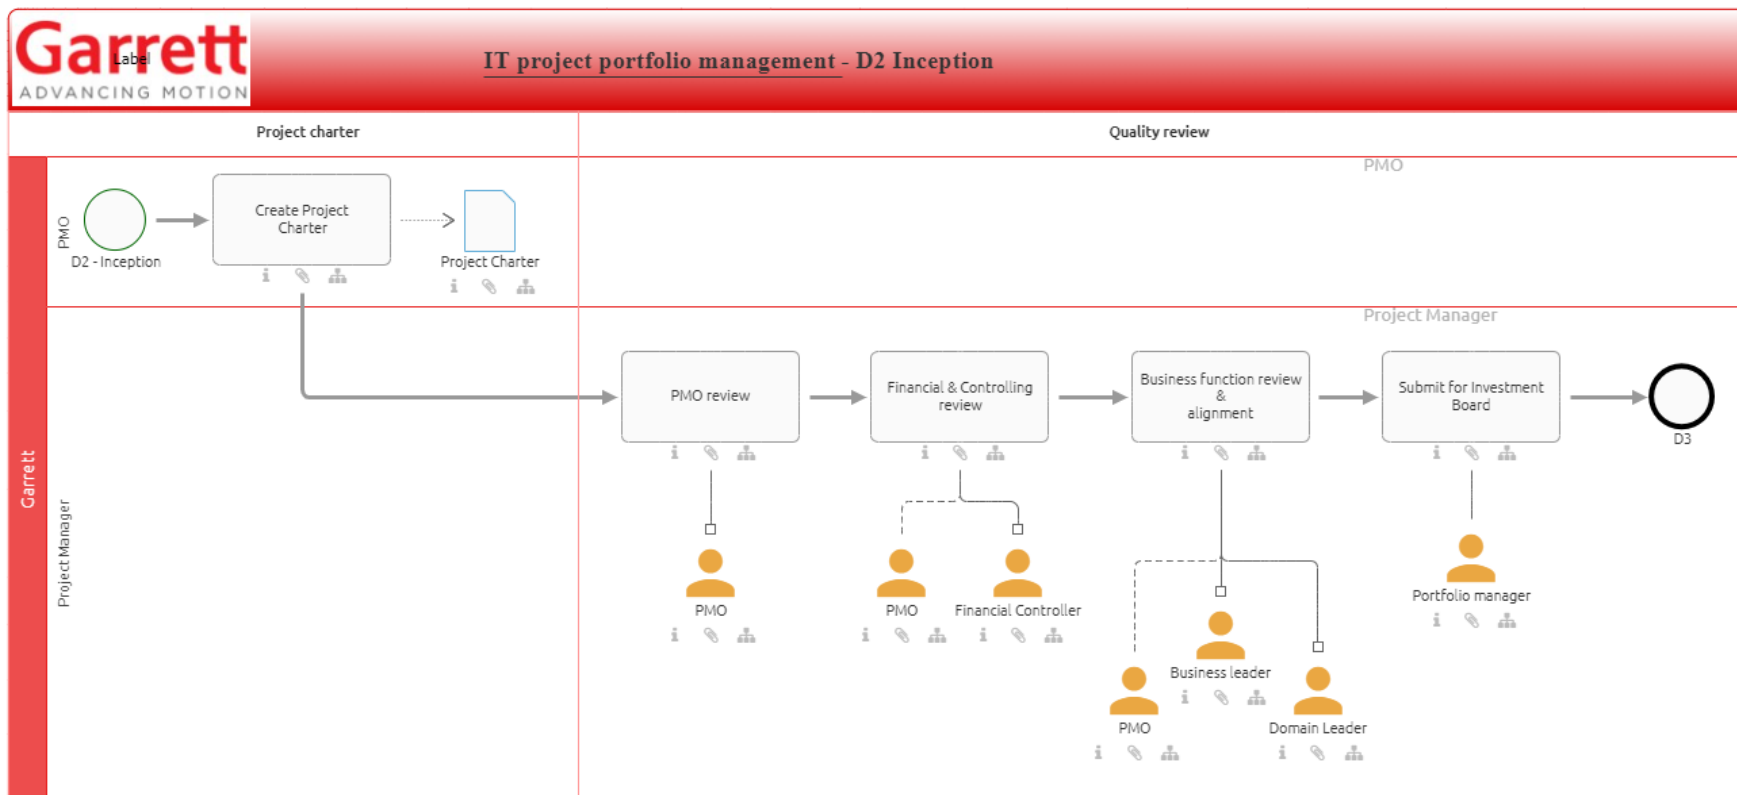 Garrett
Label
ADVANCING MOTION
IT project portfolio management - D2 Inception
Project charter
Quality review
PMO
Garrett
PMO
D2 - Inception
Create Project
Charter
Project Charter
Project Manager
Project Manager
PMO review
Financial & Controlling
review
Business function review
&
alignment
Submit for Investment
Board
D3
PMO
PMO
Financial Controller
PMO
Business leader
Domain Leader
Portfolio manager